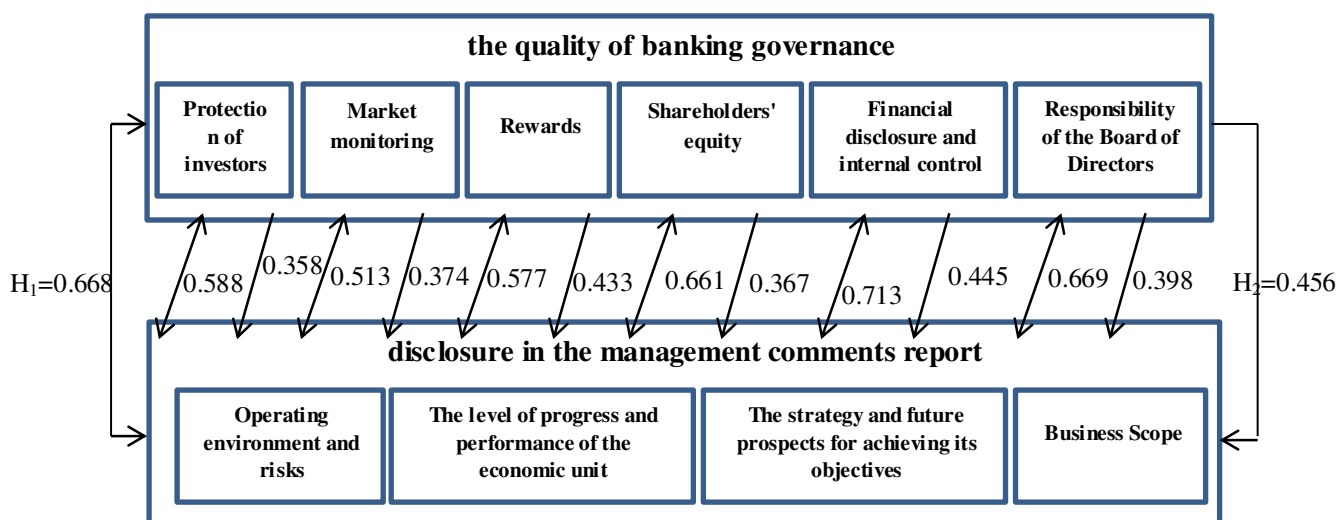 the quality of banking governance
Protectio
n of
investors
Market
monitoring
Rewards
Shareholders'
equity
Financial
disclosure and
internal control
Responsibility
of the Board of
Directors
H₁=0.668
0.588
0.358
0.513
0.374
0.577
0.433
0.661
0.367
0.713
0.445
0.669
0.398
H₂=0.456
disclosure in the management comments report
Operating
environment and
risks
The level of progress and
performance of the
economic unit
The strategy and future
prospects for achieving its
objectives
Business Scope